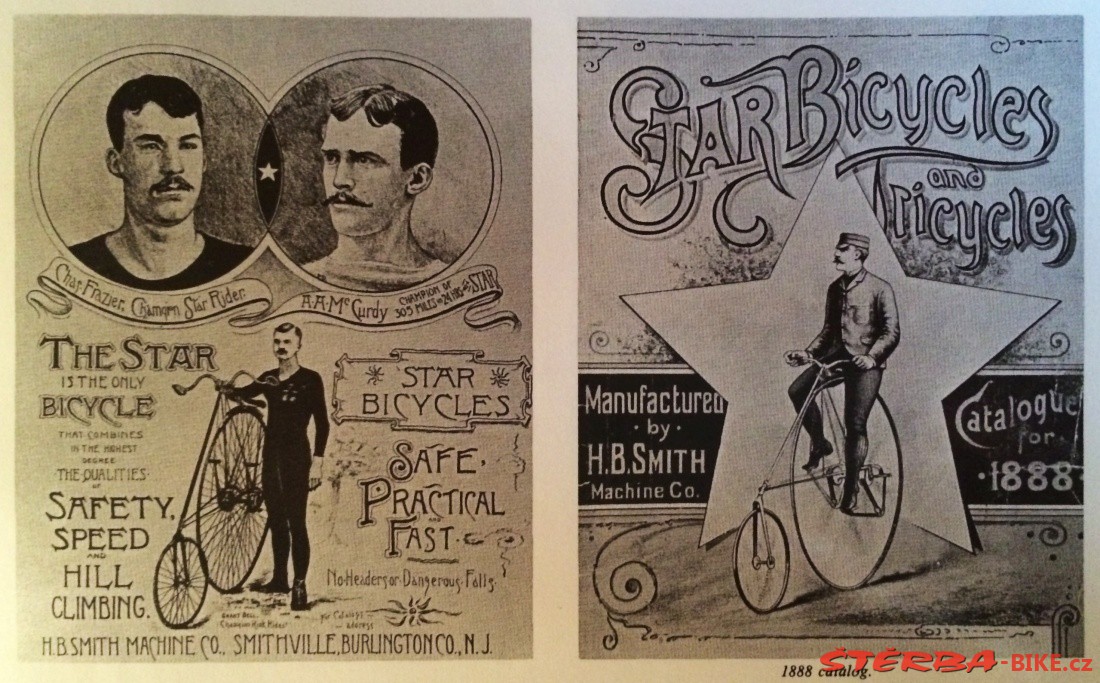 Chas. Frazier, Champion Star Rider.
A.A. McCurdy CHAMPION OF 305 MILES IN 24 HRS. STAR
THE STAR
IS THE ONLY
BICYCLE
THAT COMBINES
IN THE HIGHEST
DEGREE
THE QUALITIES
OF
SAFETY,
SPEED
AND
HILL
CLIMBING.
STAR
BICYCLES
SAFE.
PRACTICAL
AND
FAST.
No Headers or Dangerous Falls.
for Catalogue
address
H.B. SMITH MACHINE CO., SMITHVILLE, BURLINGTON CO., N.J.
STAR Bicycles
and
Tricycles
Manufactured
· by ·
H.B. SMITH
Machine Co.
Catalogue
for
· 1888 ·
1888 catalog.
ŠTĚRBA-BIKE.cz